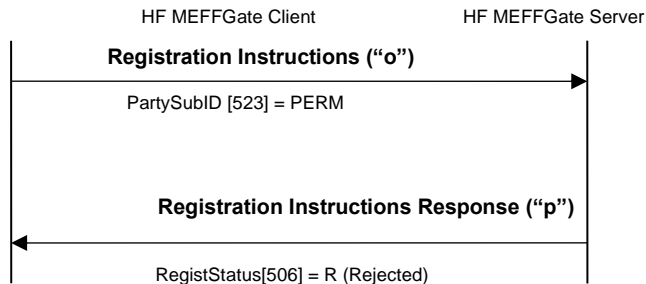 HF MEFFGate Client
HF MEFFGate Server
Registration Instructions (“o”)
PartySubID [523] = PERM
Registration Instructions Response (“p”)
RegistStatus[506] = R (Rejected)